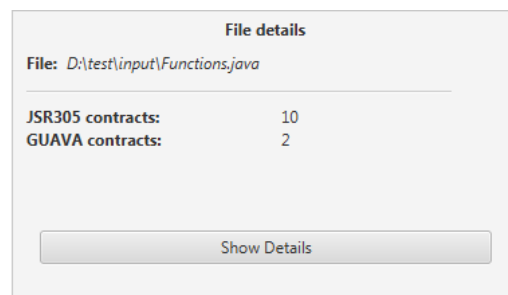 File details
File: D:\test\input\Functions.java
JSR305 contracts: 10
GUAVA contracts: 2
Show Details